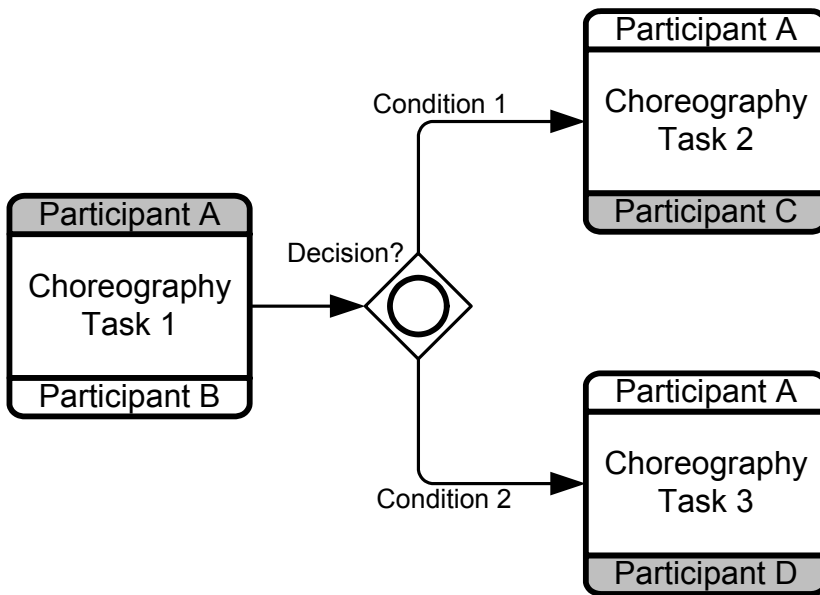 Participant A
Choreography
Task 1
Participant B
Decision?
Condition 1
Participant A
Choreography
Task 2
Participant C
Condition 2
Participant A
Choreography
Task 3
Participant D